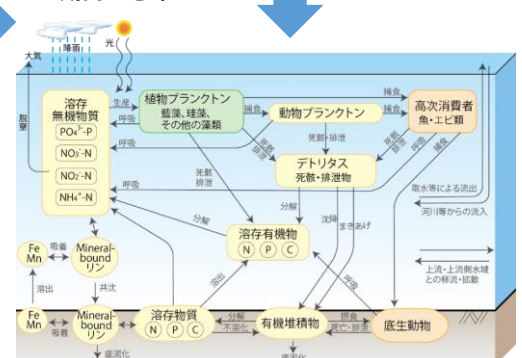 降雨
光
大気
脱窒
溶存
無機物質
PO₄³⁻-P
NO₃⁻-N
NO₂⁻-N
NH₄⁺-N
生産
呼吸
植物プランクトン
藍藻、珪藻、
その他の藻類
捕食
動物プランクトン
捕食
捕食
高次消費者
魚・エビ類
呼吸
死骸
排泄
死骸・排泄
死骸
排泄
呼吸
捕食
デトリタス
死骸・排泄物
呼吸
死骸
排泄
分解
分解
沈降
まきあげ
取水等による流出
河川等からの流入
溶存有機物
N P C
呼吸
上流・上流側水域
との移流・拡散
Fe
Mn
吸着
Mineral-
bound
リン
溶出
共沈
溶出
Fe
Mn
吸着
Mineral-
bound
リン
溶存物質
N P C
分解
不溶化
有機堆積物
摂食
死亡・排泄
底生動物
底泥化
底泥化